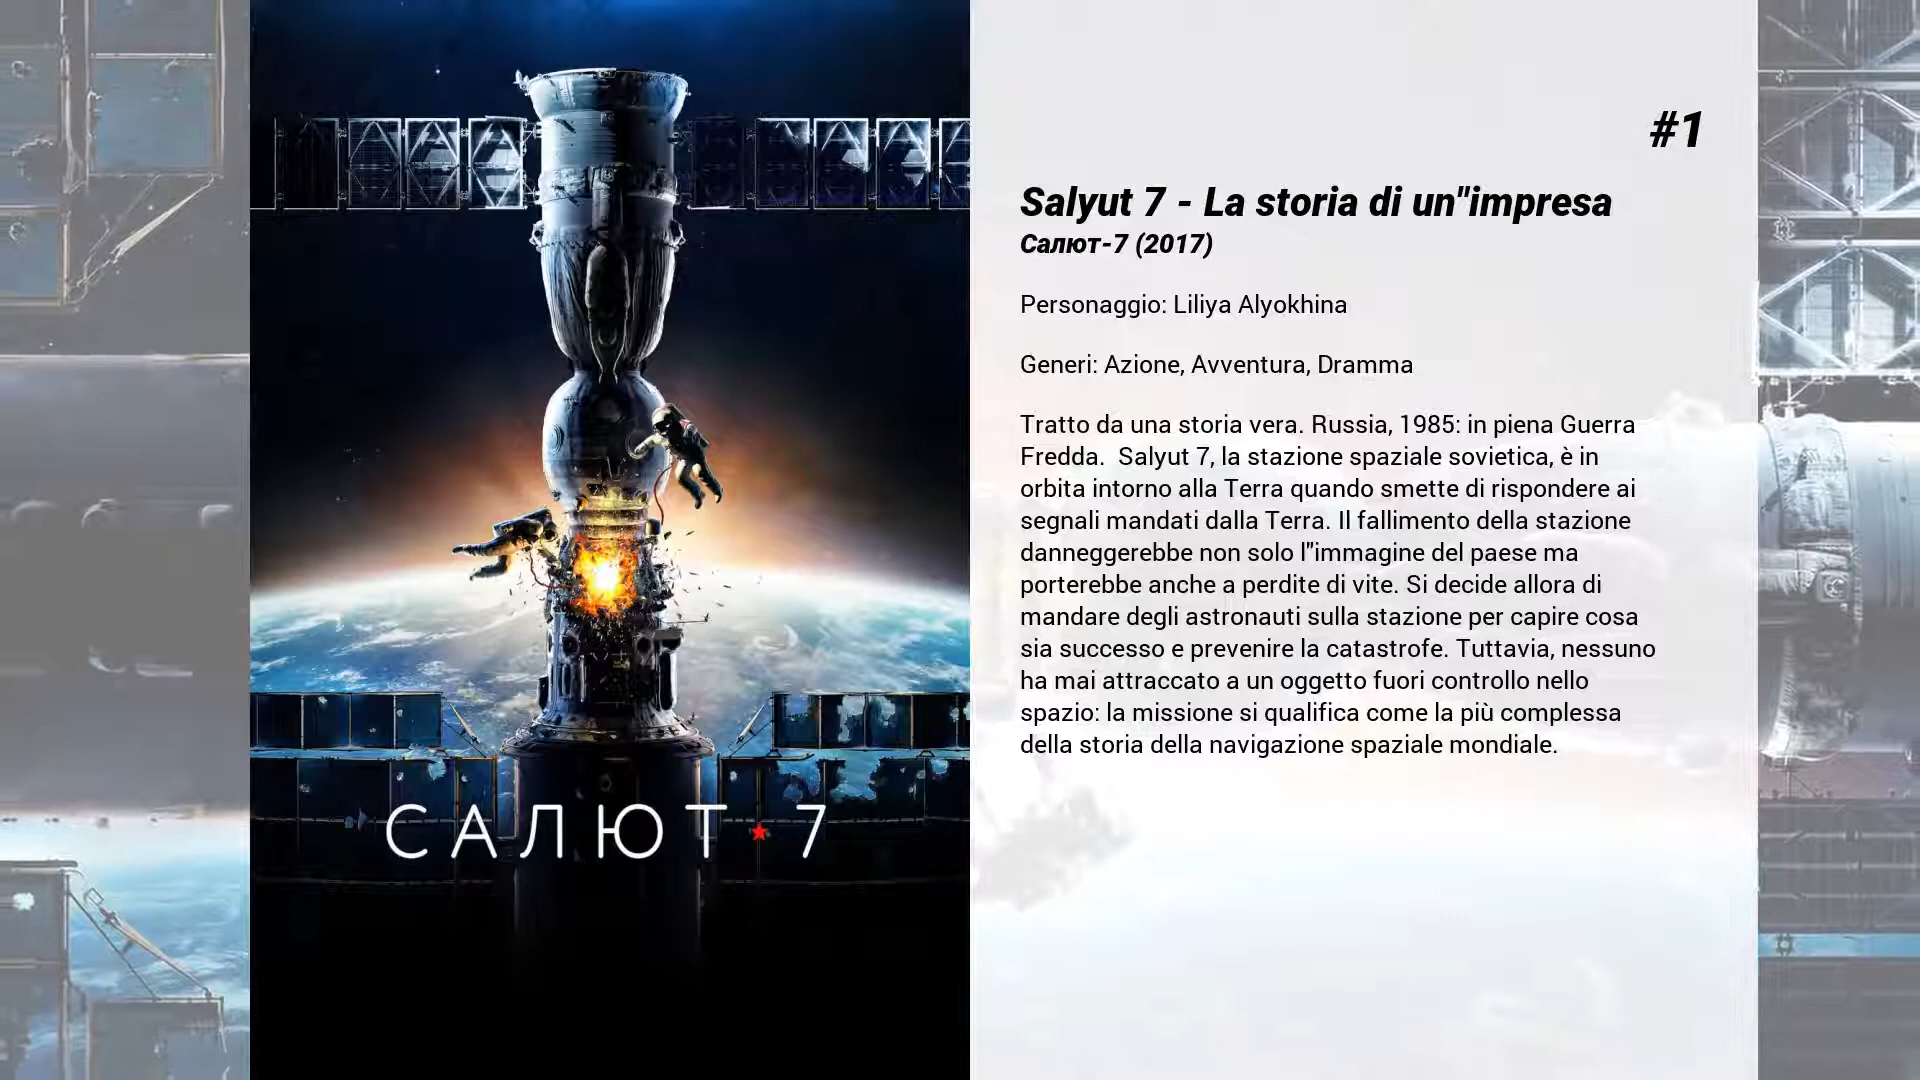 САЛЮТ★7
#1
Salyut 7 - La storia di un"impresa
Салют-7 (2017)
Personaggio: Liliya Alyokhina
Generi: Azione, Avventura, Dramma
Tratto da una storia vera. Russia, 1985: in piena Guerra
Fredda.  Salyut 7, la stazione spaziale sovietica, è in
orbita intorno alla Terra quando smette di rispondere ai
segnali mandati dalla Terra. Il fallimento della stazione
danneggerebbe non solo l"immagine del paese ma
porterebbe anche a perdite di vite. Si decide allora di
mandare degli astronauti sulla stazione per capire cosa
sia successo e prevenire la catastrofe. Tuttavia, nessuno
ha mai attraccato a un oggetto fuori controllo nello
spazio: la missione si qualifica come la più complessa
della storia della navigazione spaziale mondiale.